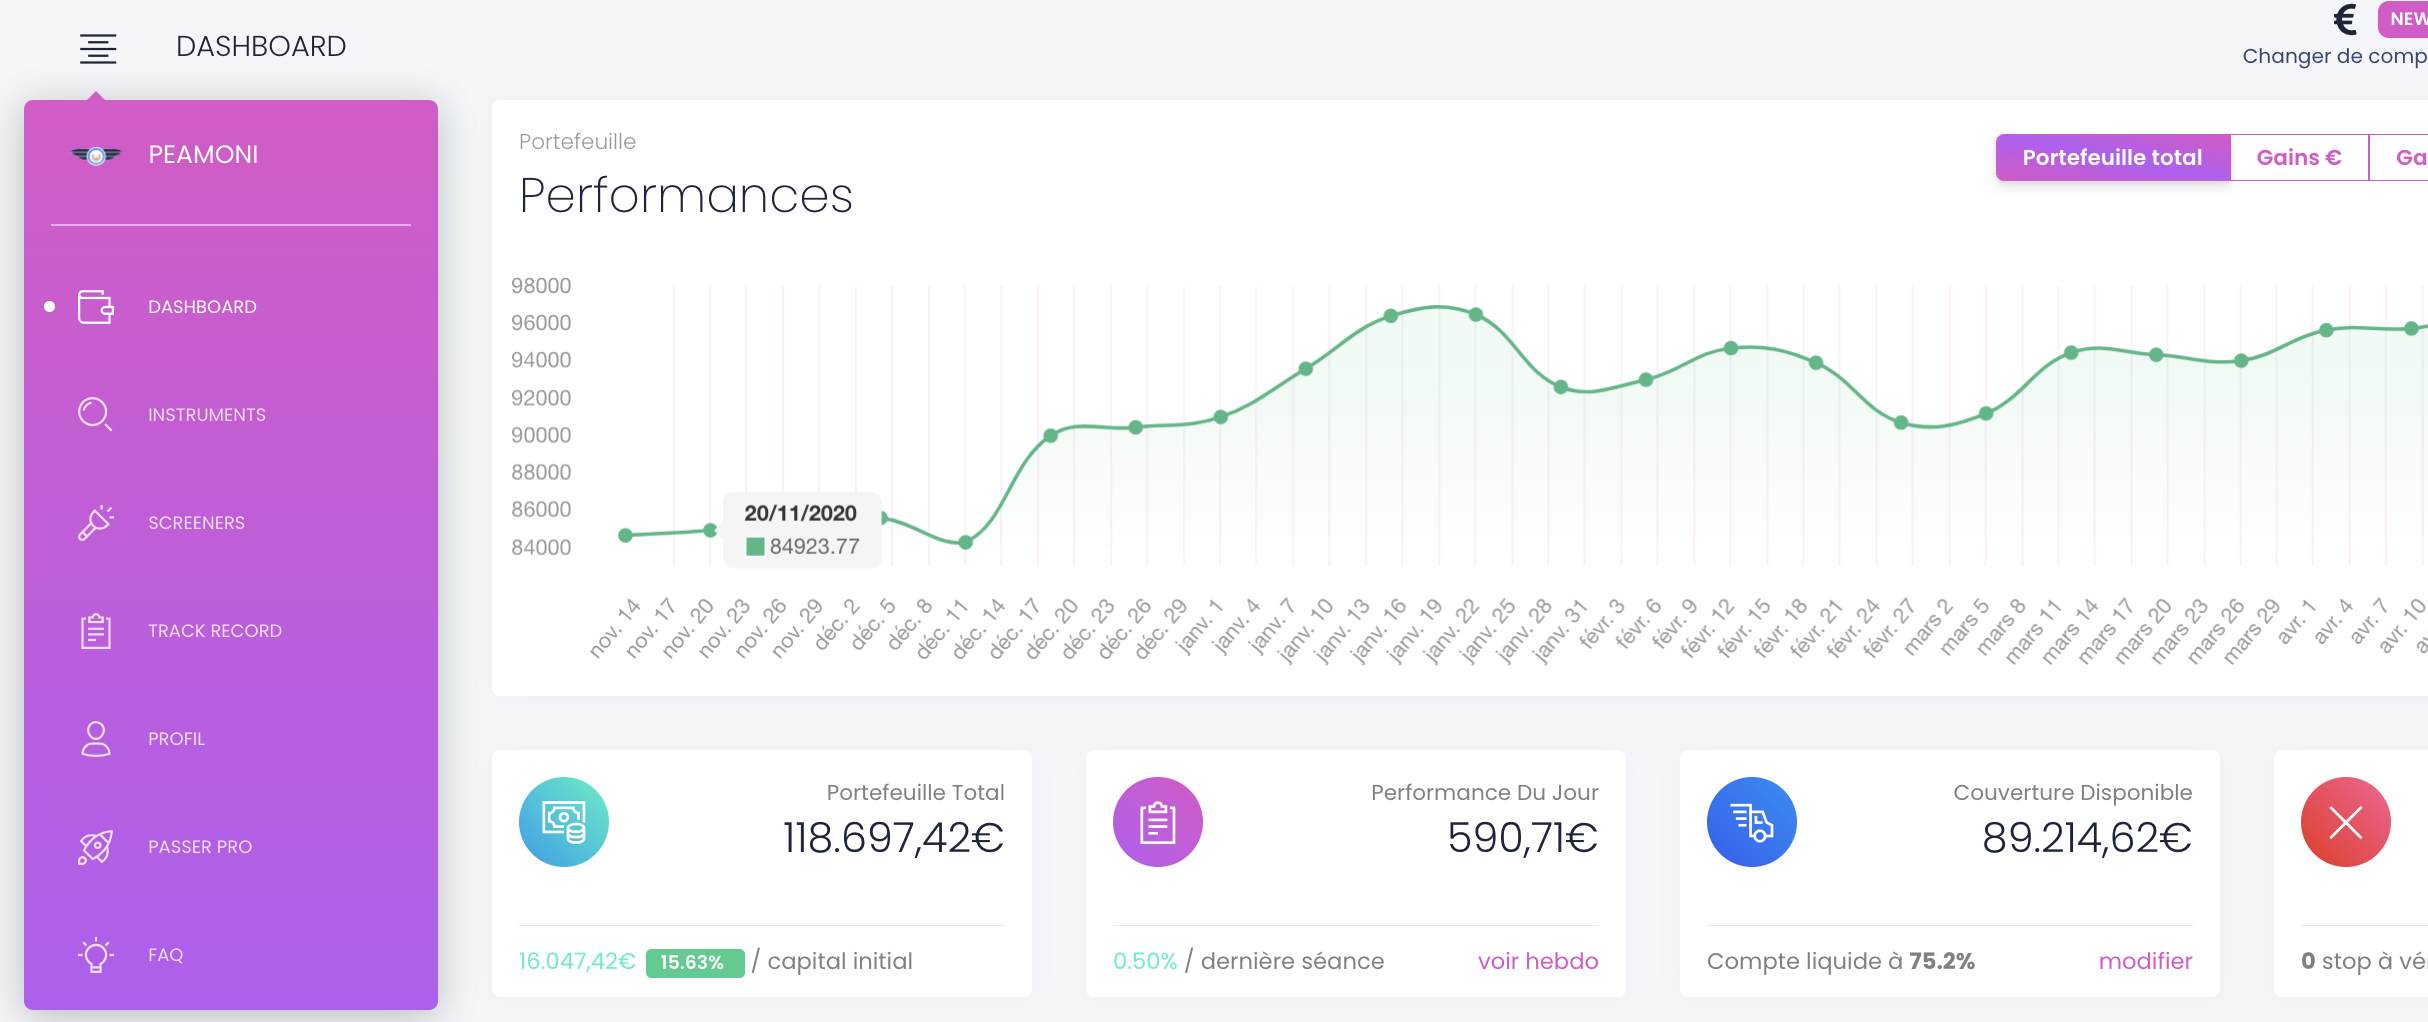 DASHBOARD
€ NEW
Changer de comp
PEAMONI
DASHBOARD
INSTRUMENTS
SCREENERS
TRACK RECORD
PROFIL
PASSER PRO
FAQ
Portefeuille
Performances
Portefeuille total Gains € Ga
98000
96000
94000
92000
90000
88000
86000
84000
20/11/2020
84923.77
nov. 14 nov. 17 nov. 20 nov. 23 nov. 26 nov. 29 déc. 2 déc. 5 déc. 8 déc. 11 déc. 14 déc. 17 déc. 20 déc. 23 déc. 26 déc. 29 janv. 1 janv. 4 janv. 7 janv. 10 janv. 13 janv. 16 janv. 19 janv. 22 janv. 25 janv. 28 janv. 31 févr. 3 févr. 6 févr. 9 févr. 12 févr. 15 févr. 18 févr. 21 févr. 24 févr. 27 mars 2 mars 5 mars 8 mars 11 mars 14 mars 17 mars 20 mars 23 mars 26 mars 29 avr. 1 avr. 4 avr. 7 avr. 10
Portefeuille Total
118.697,42€
16.047,42€ 15.63% / capital initial
Performance Du Jour
590,71€
0.50% / dernière séance voir hebdo
Couverture Disponible
89.214,62€
Compte liquide à 75.2% modifier
0 stop à vé